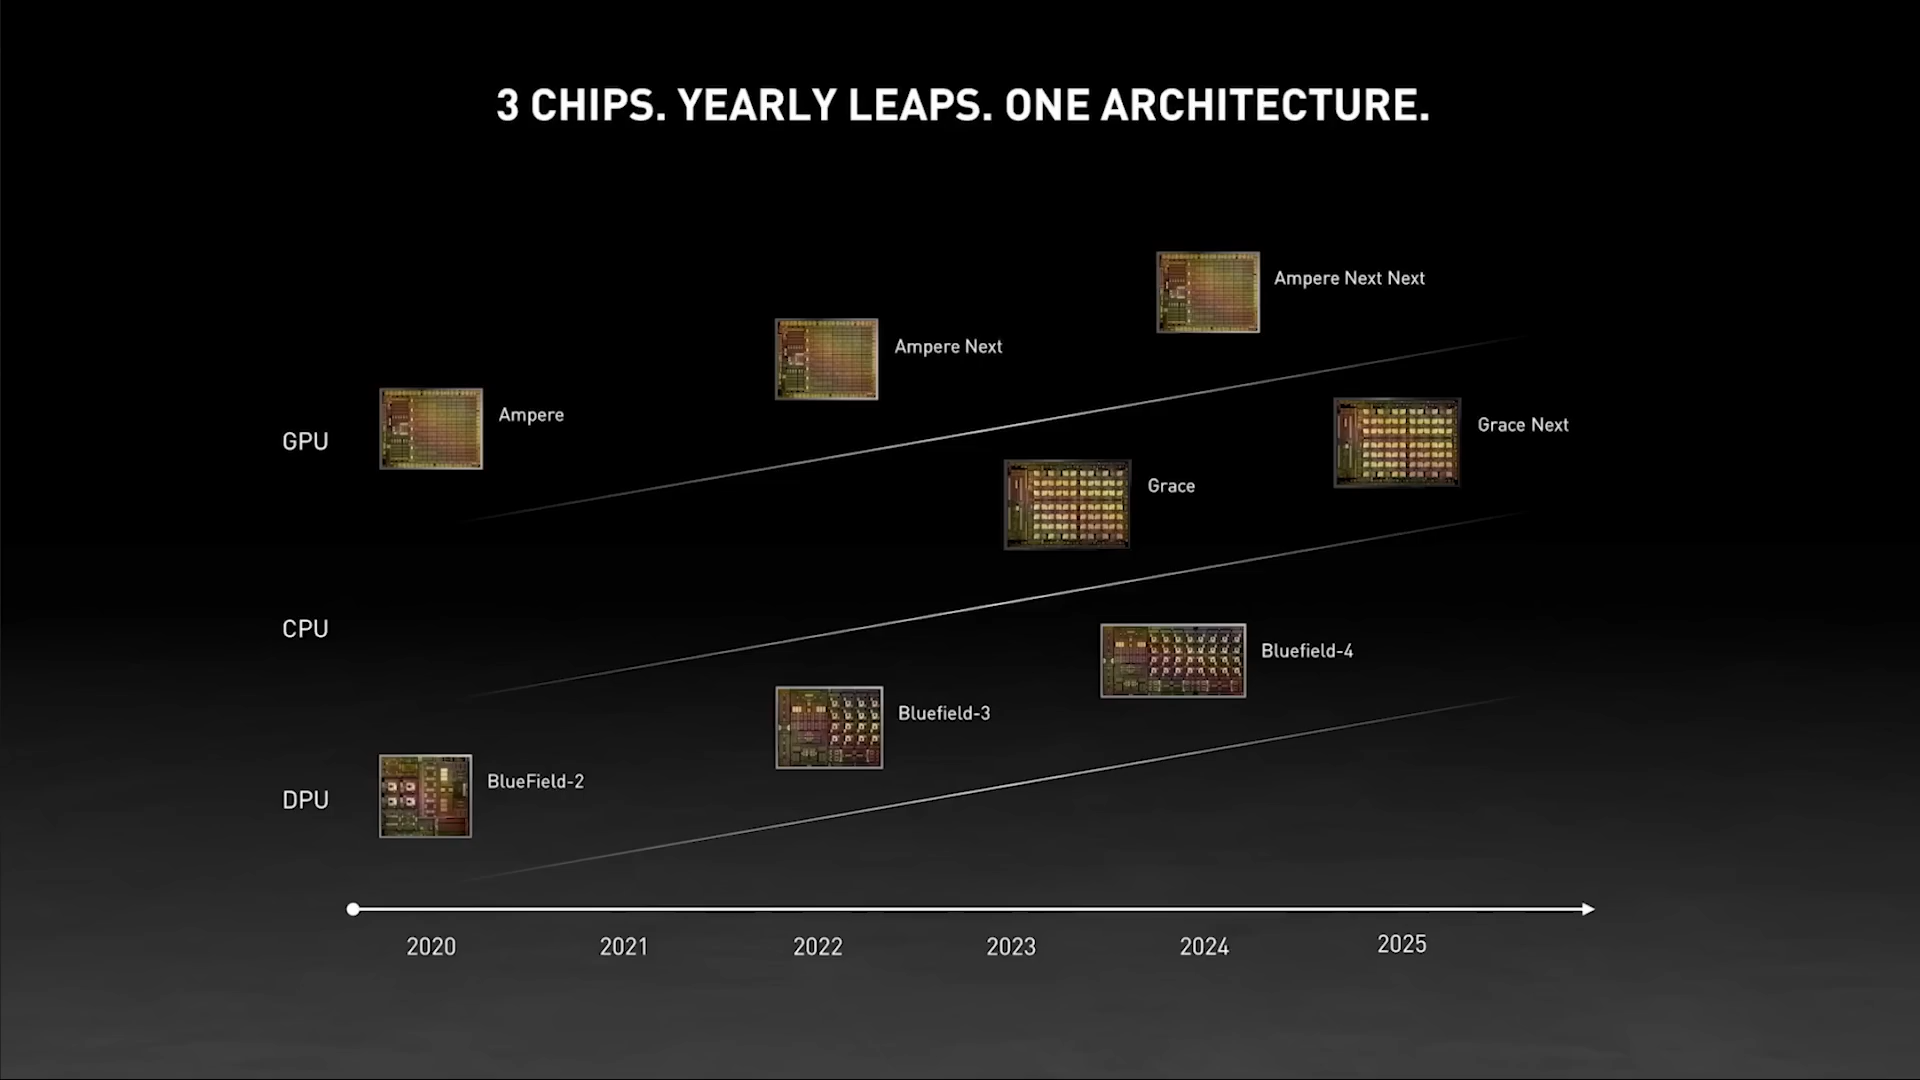 3 CHIPS. YEARLY LEAPS. ONE ARCHITECTURE.
Ampere Next Next
Ampere Next
Ampere
GPU
Grace Next
Grace
CPU
Bluefield-4
Bluefield-3
BlueField-2
DPU
2020 2021 2022 2023 2024 2025